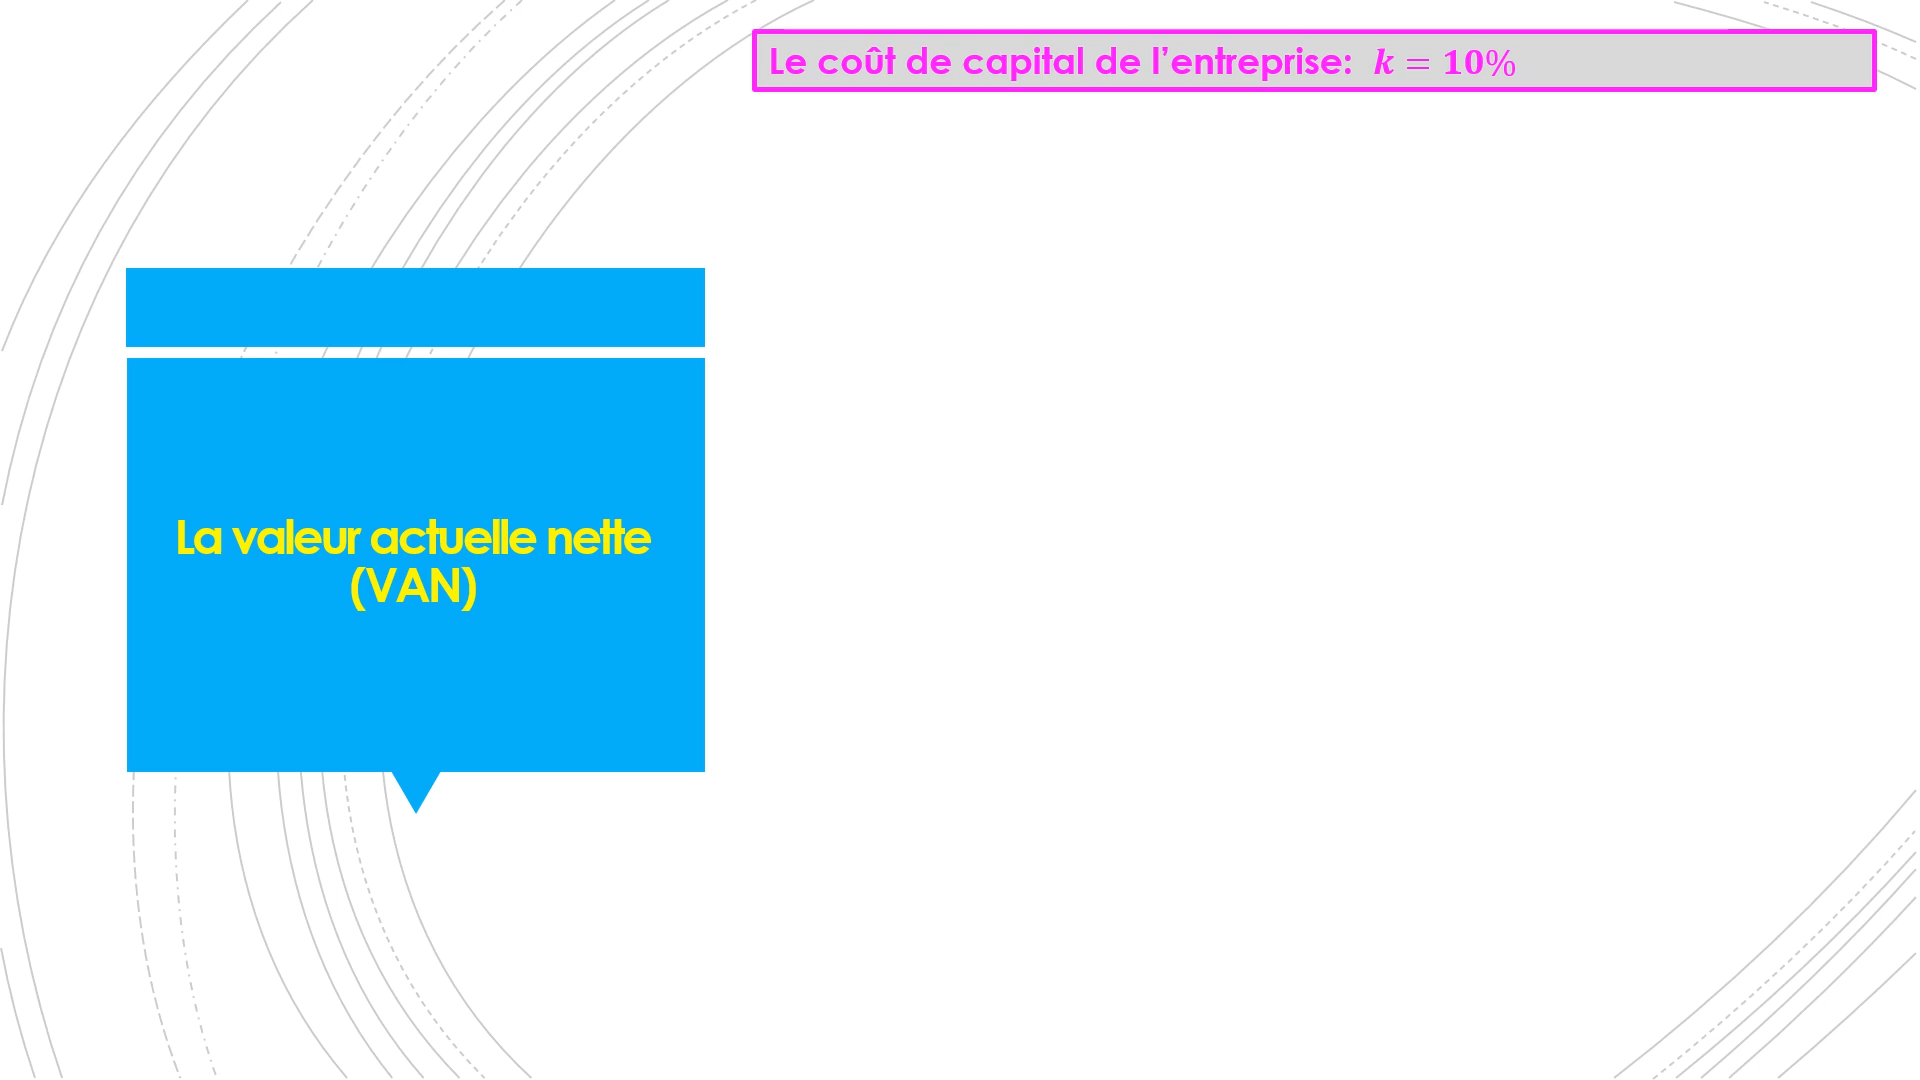 Le coût de capital de l’entreprise: k = 10%
La valeur actuelle nette
(VAN)